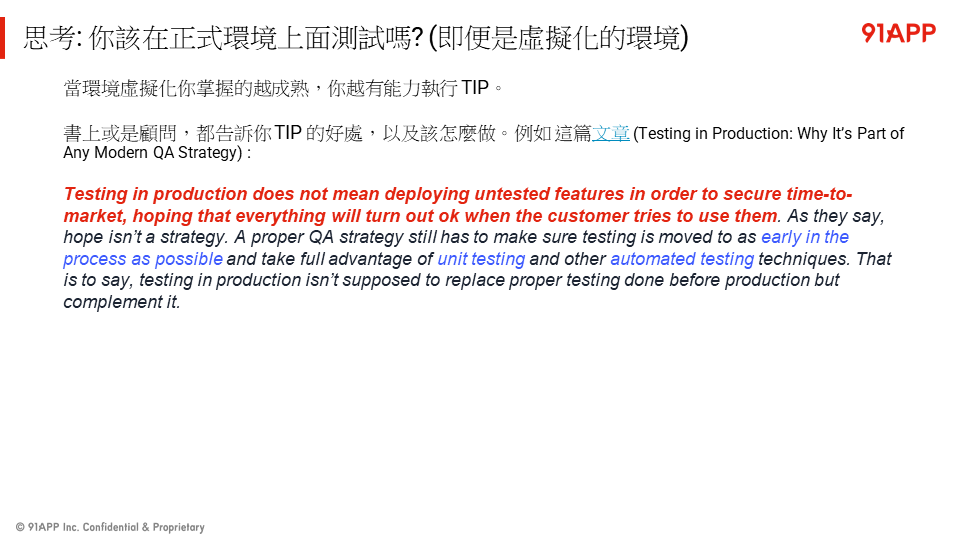 思考: 你該在正式環境上面測試嗎? (即便是虛擬化的環境)
91APP
當環境虛擬化你掌握的越成熟，你越有能力執行 TIP。
書上或是顧問，都告訴你 TIP 的好處，以及該怎麼做。例如 這篇文章 (Testing in Production: Why It’s Part of
Any Modern QA Strategy) :
Testing in production does not mean deploying untested features in order to secure time-to-
market, hoping that everything will turn out ok when the customer tries to use them. As they say,
hope isn’t a strategy. A proper QA strategy still has to make sure testing is moved to as early in the
process as possible and take full advantage of unit testing and other automated testing techniques. That
is to say, testing in production isn’t supposed to replace proper testing done before production but
complement it.
© 91APP Inc. Confidential & Proprietary